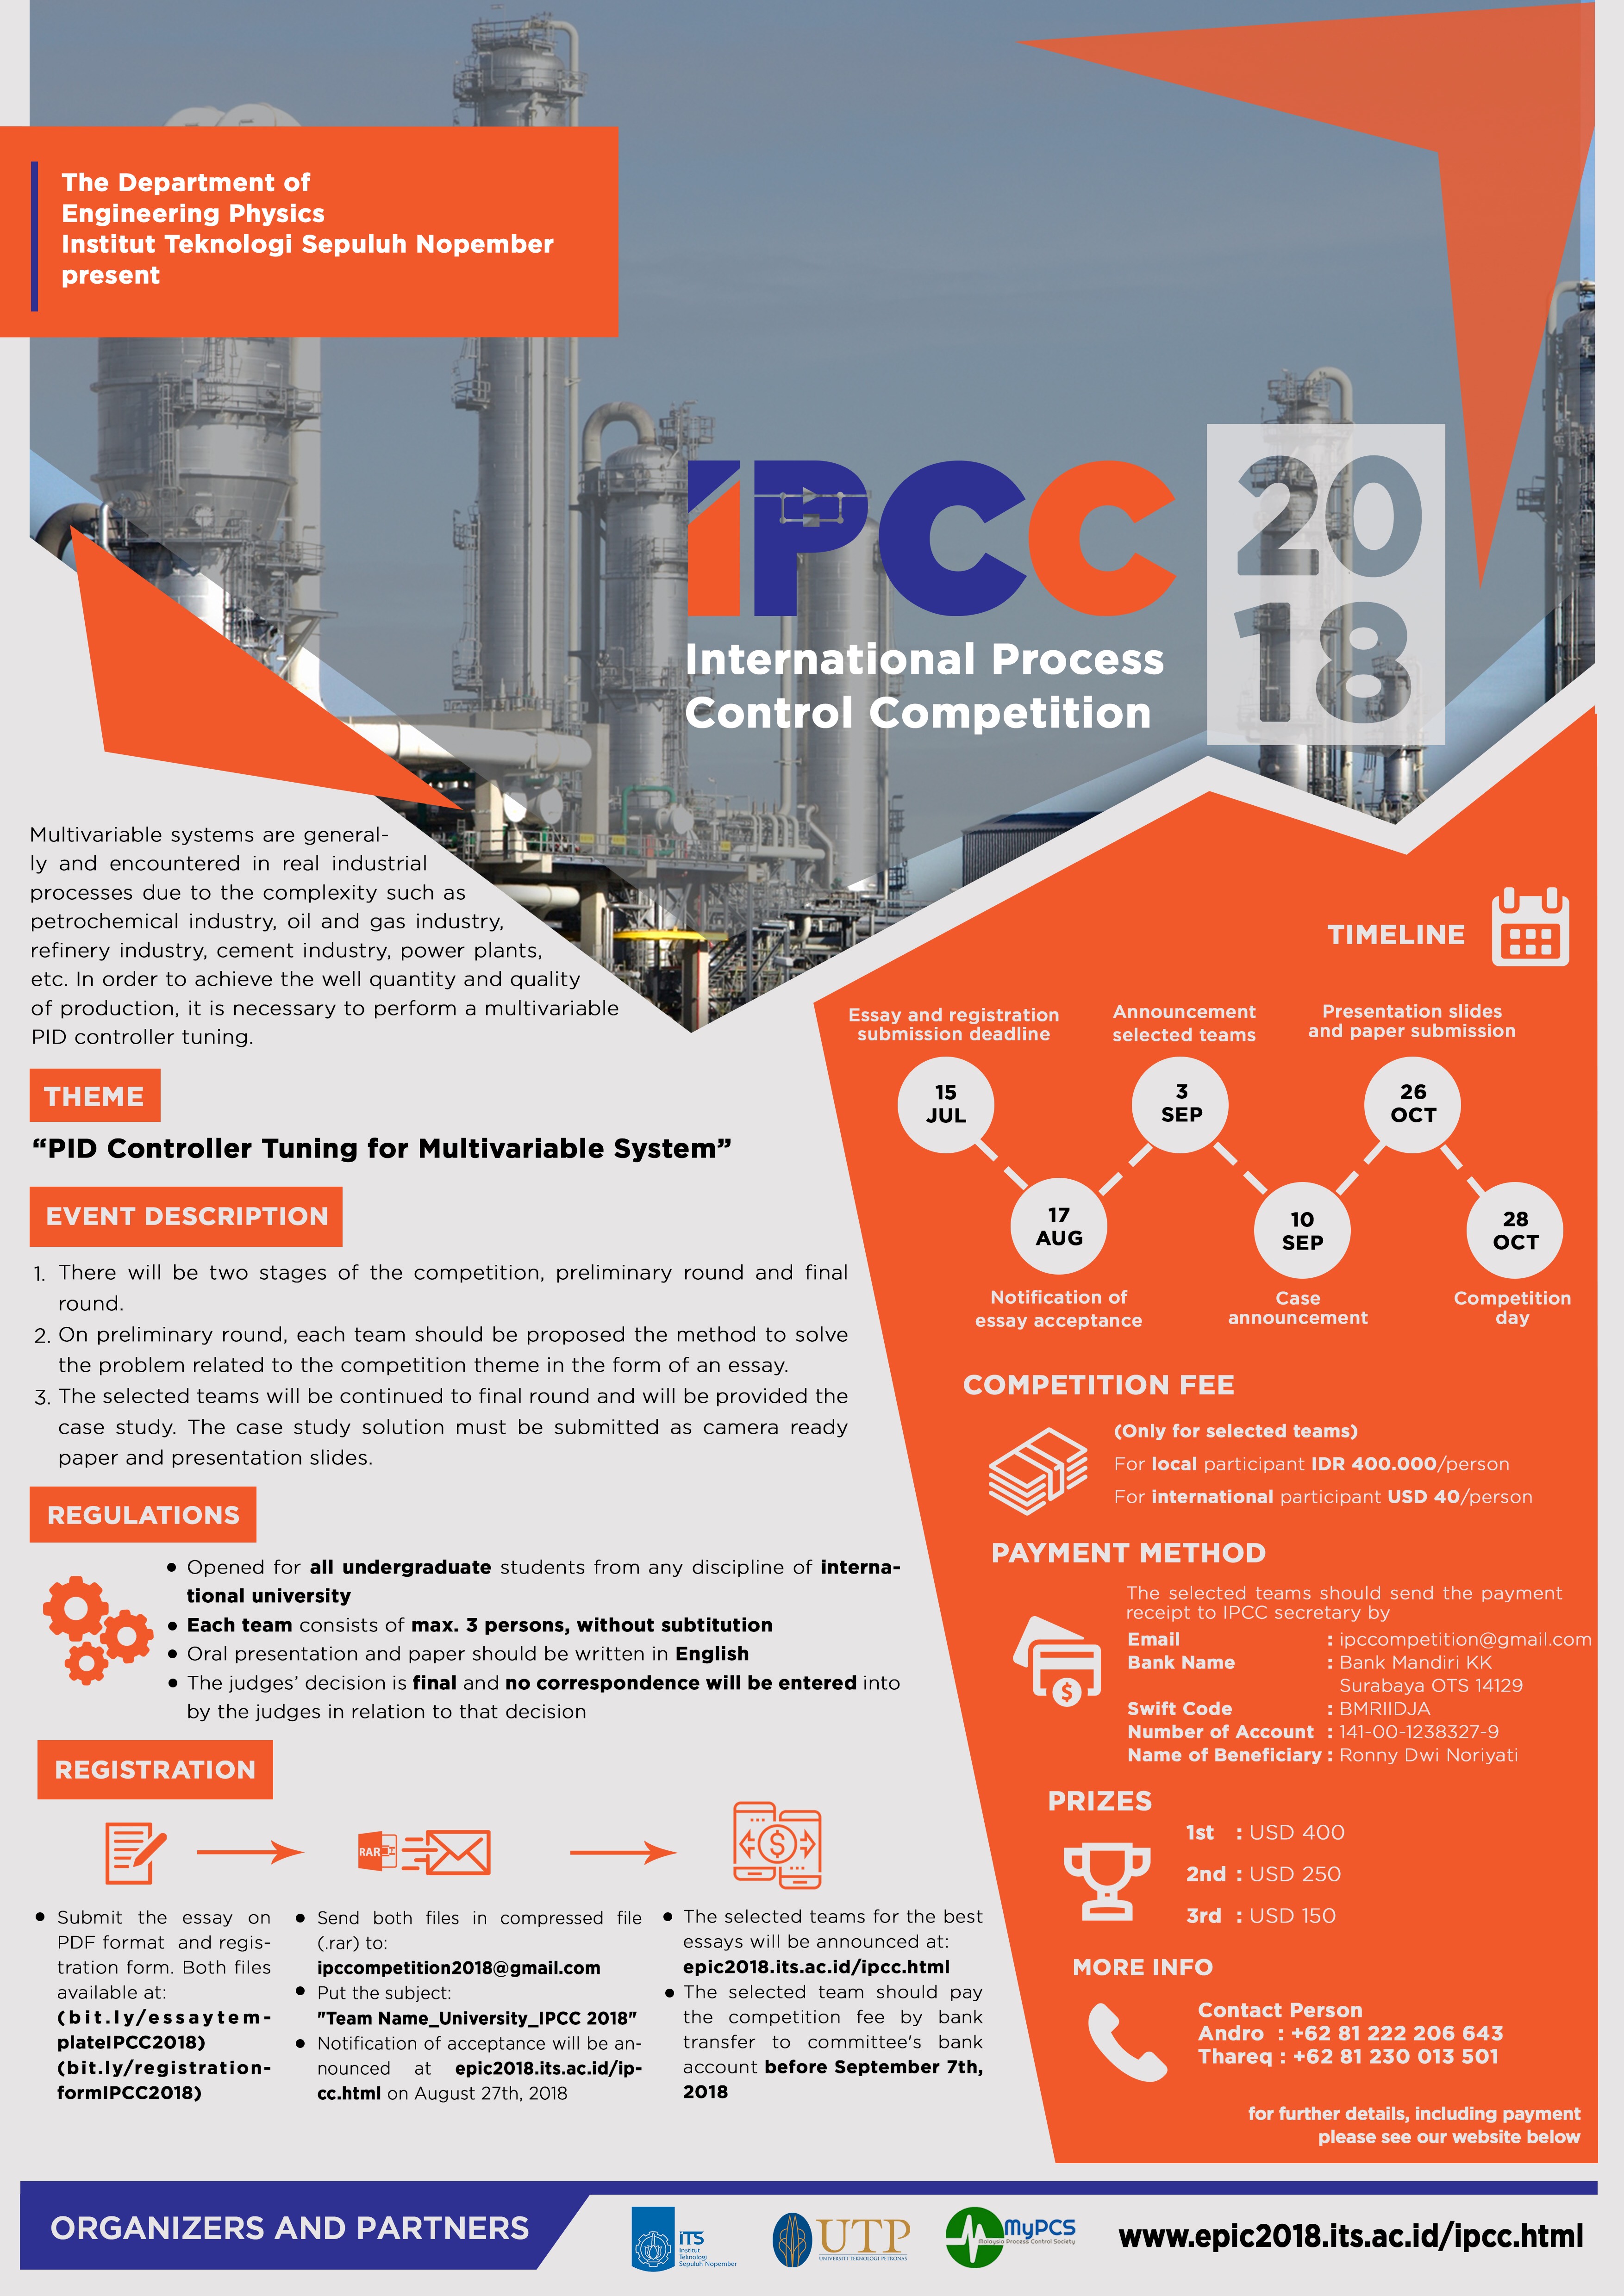 The Department of
Engineering Physics
Institut Teknologi Sepuluh Nopember
present
IPCC
20
18
International Process
Control Competition
Multivariable systems are general-
ly and encountered in real industrial
processes due to the complexity such as
petrochemical industry, oil and gas industry,
refinery industry, cement industry, power plants,
etc. In order to achieve the well quantity and quality
of production, it is necessary to perform a multivariable
PID controller tuning.
THEME
“PID Controller Tuning for Multivariable System”
EVENT DESCRIPTION
1. There will be two stages of the competition, preliminary round and final
round.
2. On preliminary round, each team should be proposed the method to solve
the problem related to the competition theme in the form of an essay.
3. The selected teams will be continued to final round and will be provided the
case study. The case study solution must be submitted as camera ready
paper and presentation slides.
REGULATIONS
• Opened for all undergraduate students from any discipline of interna-
tional university
• Each team consists of max. 3 persons, without subtitution
• Oral presentation and paper should be written in English
• The judges’ decision is final and no correspondence will be entered into
by the judges in relation to that decision
REGISTRATION
RAR
• Submit the essay on
PDF format and regis-
tration form. Both files
available at:
(bit.ly/essaytem-
plateIPCC2018)
(bit.ly/registration-
formIPCC2018)
• Send both files in compressed file
(.rar) to:
ipccompetition2018@gmail.com
• Put the subject:
"Team Name_University_IPCC 2018"
• Notification of acceptance will be an-
nounced at epic2018.its.ac.id/ip-
cc.html on August 27th, 2018
• The selected teams for the best
essays will be announced at:
epic2018.its.ac.id/ipcc.html
• The selected team should pay
the competition fee by bank
transfer to committee's bank
account before September 7th,
2018
TIMELINE
Essay and registration
submission deadline
15
JUL
17
AUG
Notification of
essay acceptance
Announcement
selected teams
3
SEP
10
SEP
Case
announcement
Presentation slides
and paper submission
26
OCT
28
OCT
Competition
day
COMPETITION FEE
(Only for selected teams)
For local participant IDR 400.000/person
For international participant USD 40/person
PAYMENT METHOD
The selected teams should send the payment
receipt to IPCC secretary by
Email : ipccompetition@gmail.com
Bank Name : Bank Mandiri KK
Surabaya OTS 14129
Swift Code : BMRIIDJA
Number of Account : 141-00-1238327-9
Name of Beneficiary : Ronny Dwi Noriyati
PRIZES
1st : USD 400
2nd : USD 250
3rd : USD 150
MORE INFO
Contact Person
Andro : +62 81 222 206 643
Thareq : +62 81 230 013 501
for further details, including payment
please see our website below
ORGANIZERS AND PARTNERS
iTS
Institut
Teknologi
Sepuluh Nopember
UTP
UNIVERSITI TEKNOLOGI PETRONAS
MyPCS
Malaysia Process Control Society
www.epic2018.its.ac.id/ipcc.html